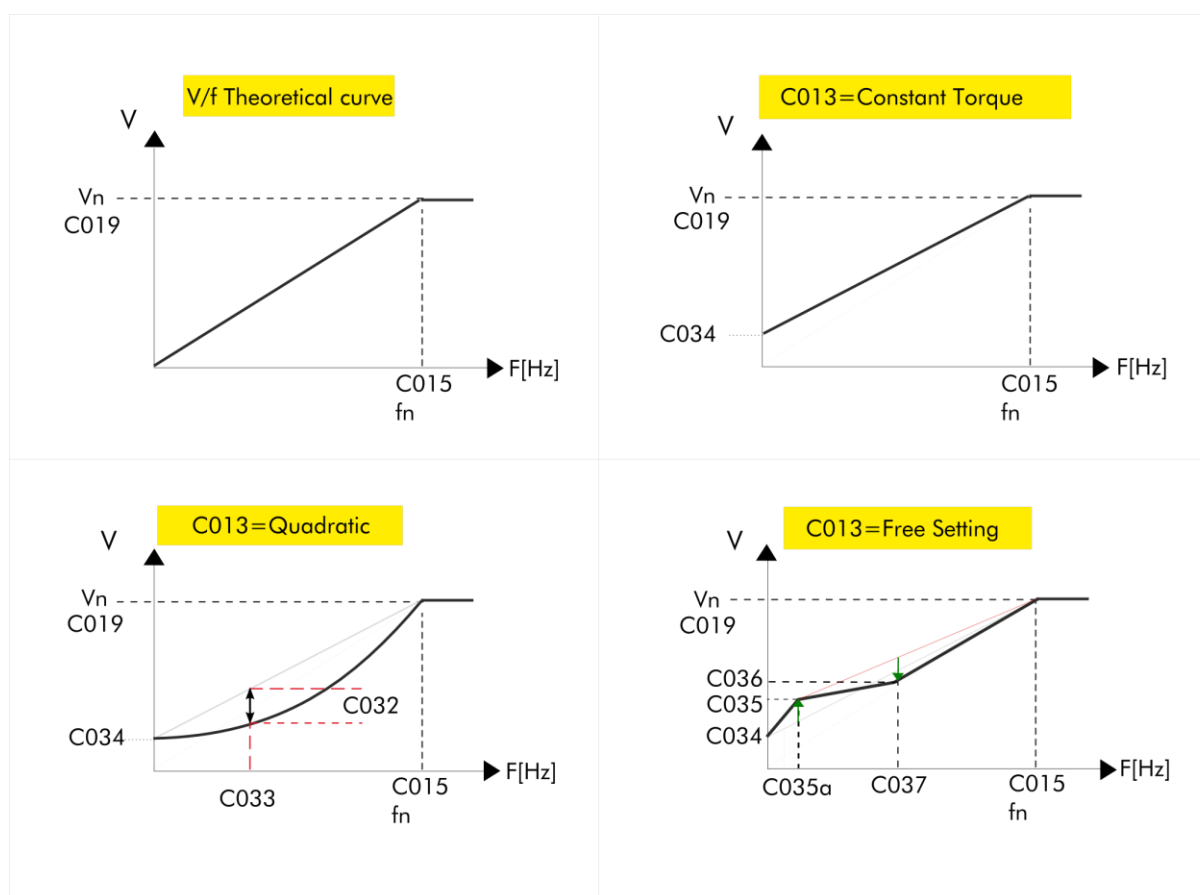 V/f Theoretical curve
V
Vn
C019
F[Hz]
C015
fn
C013=Constant Torque
V
Vn
C019
C034
F[Hz]
C015
fn
C013=Quadratic
V
Vn
C019
C032
C034
F[Hz]
C033
C015
fn
C013=Free Setting
V
Vn
C019
C036
C035
C034
F[Hz]
C035a
C037
C015
fn